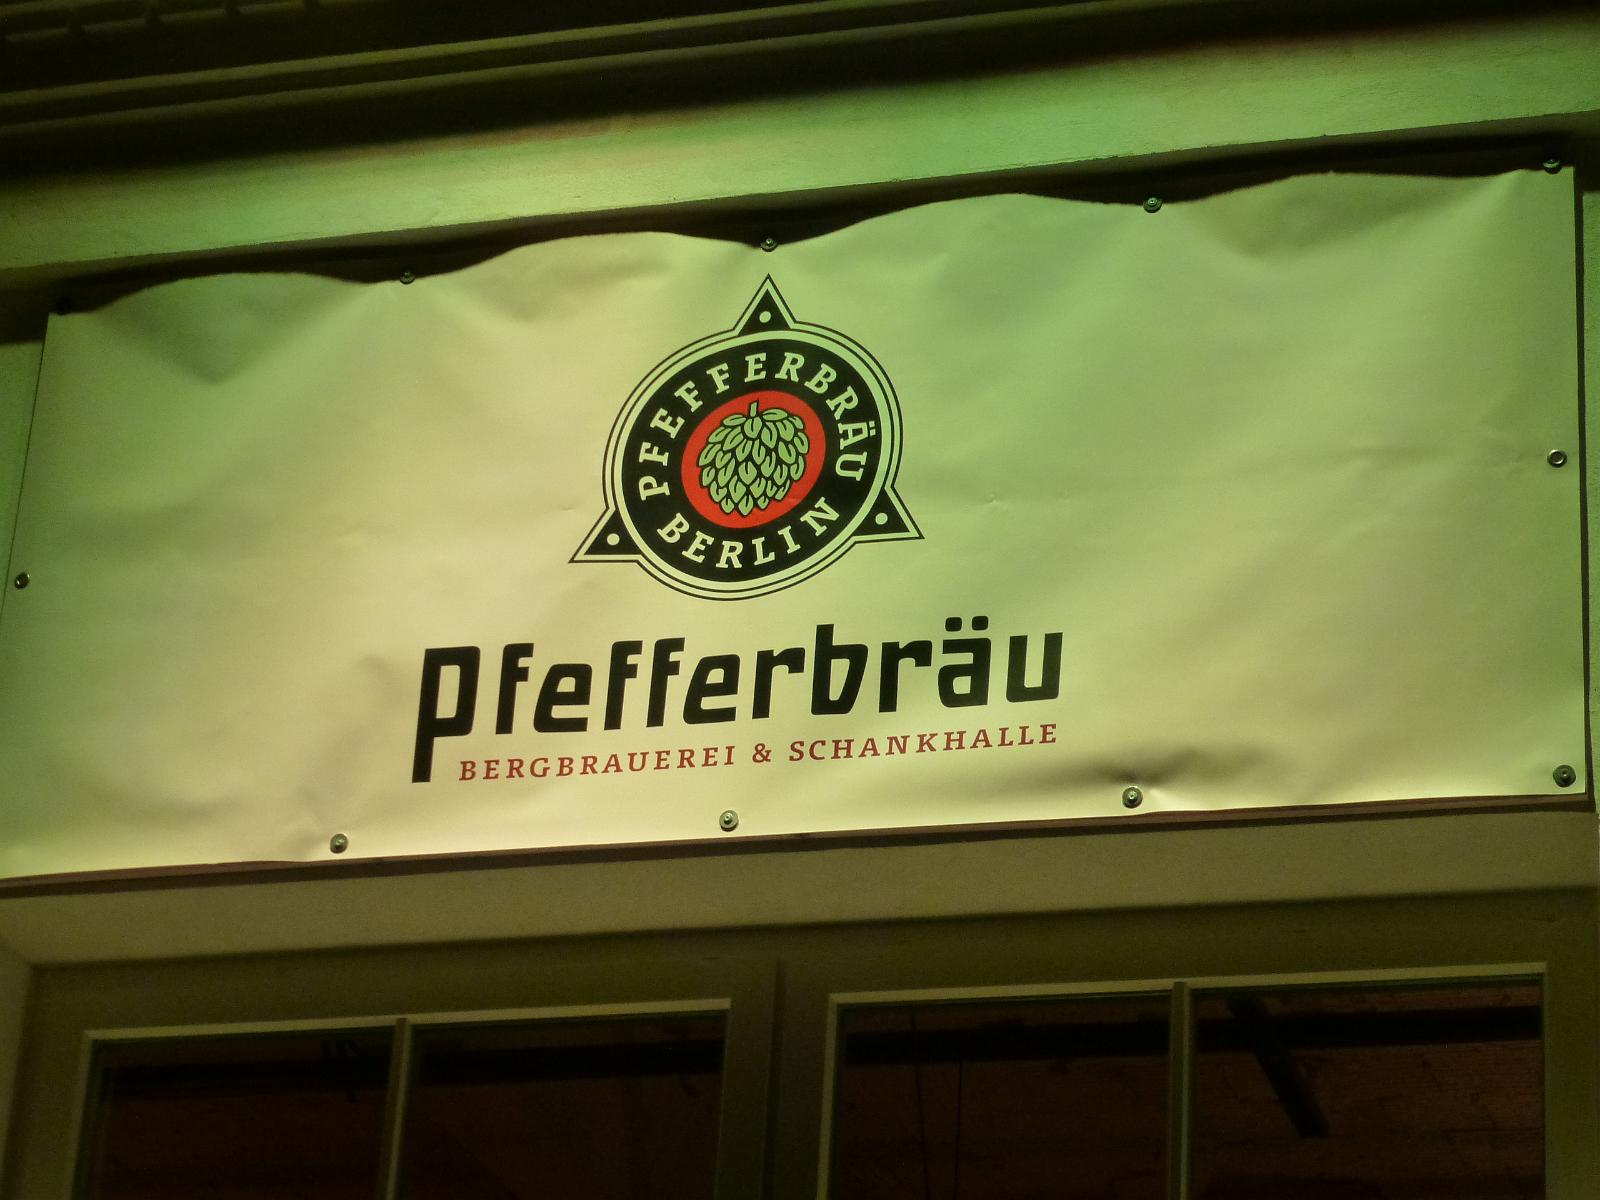 PFEFFERBRÄU
BERLIN
Pfefferbräu
BERGBRAUEREI & SCHANKHALLE